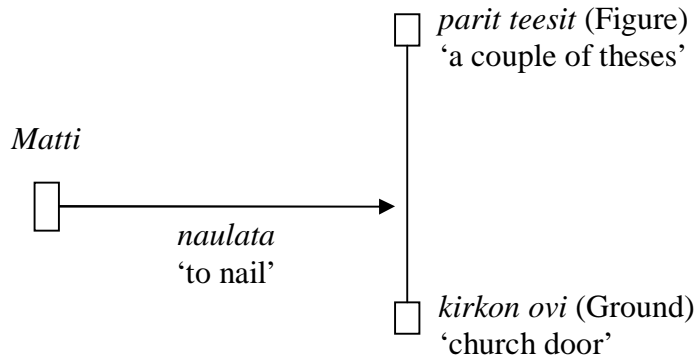 parit teesit (Figure)
‘a couple of theses’
Matti
naulata
‘to nail’
kirkon ovi (Ground)
‘church door’